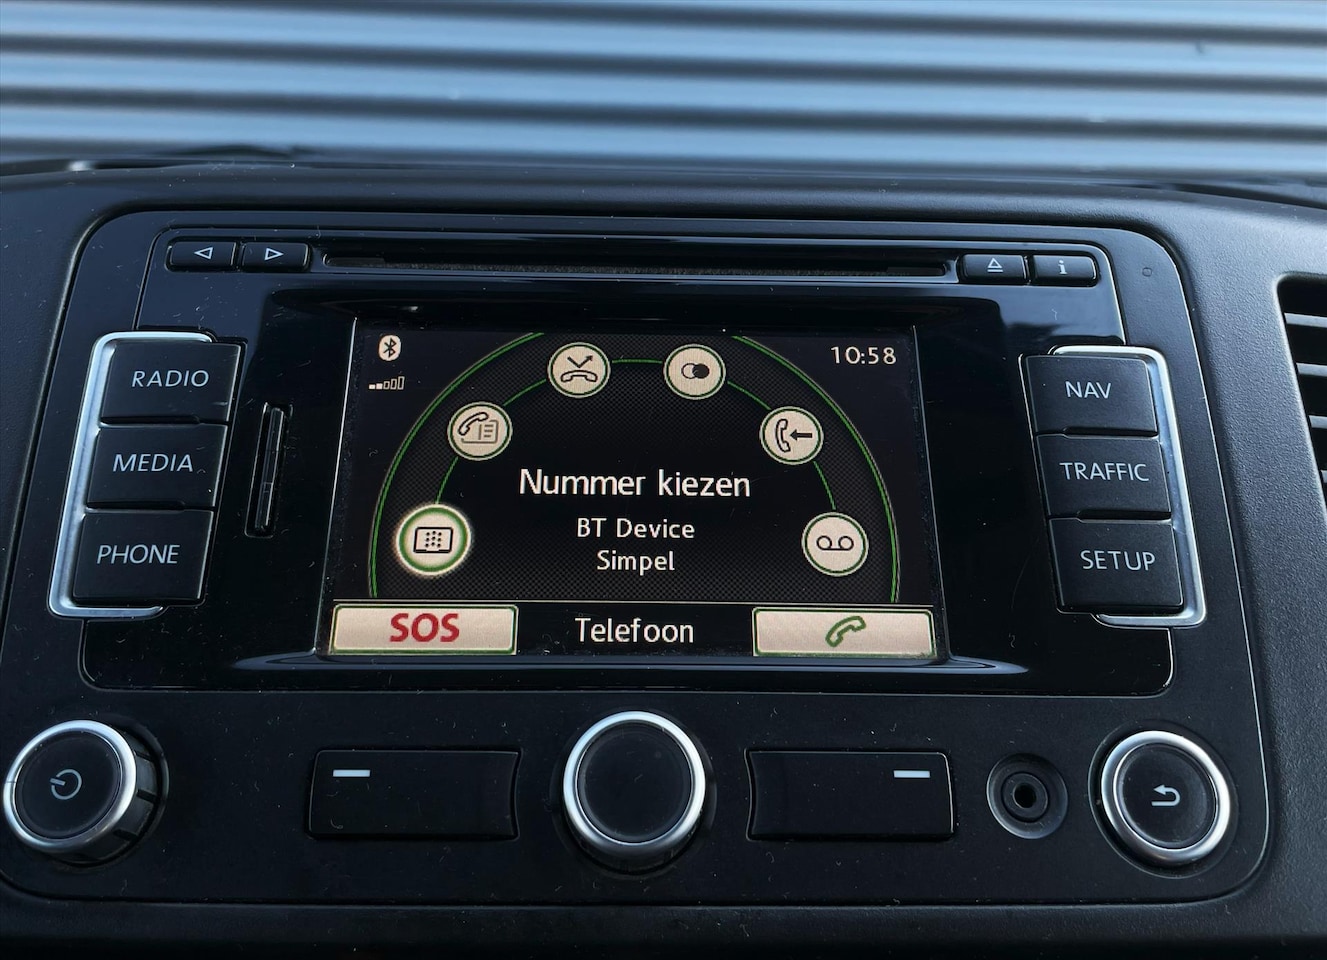 i
RADIO
MEDIA
PHONE
10:58
Nummer kiezen
BT Device
Simpel
SOS
Telefoon
NAV
TRAFFIC
SETUP